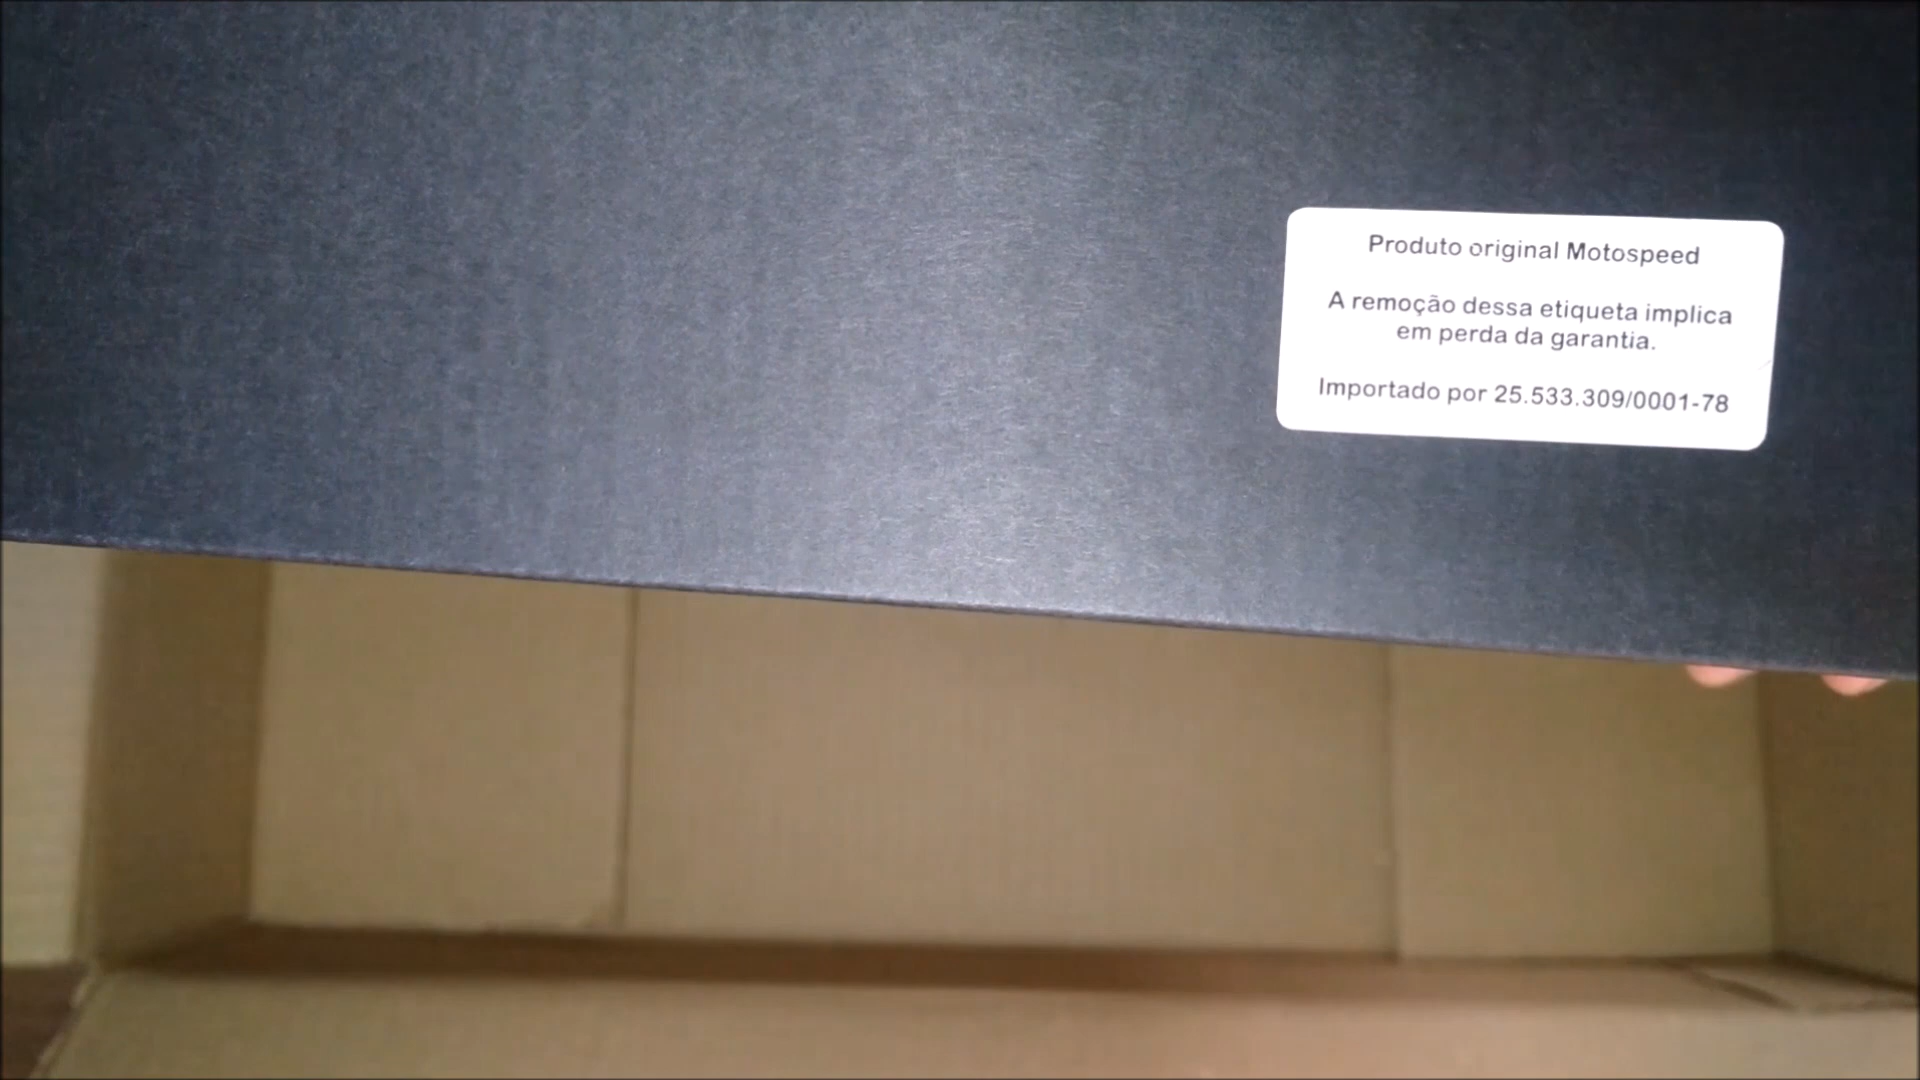 Produto original Motospeed
A remoção dessa etiqueta implica
em perda da garantia.
Importado por 25.533.309/0001-78